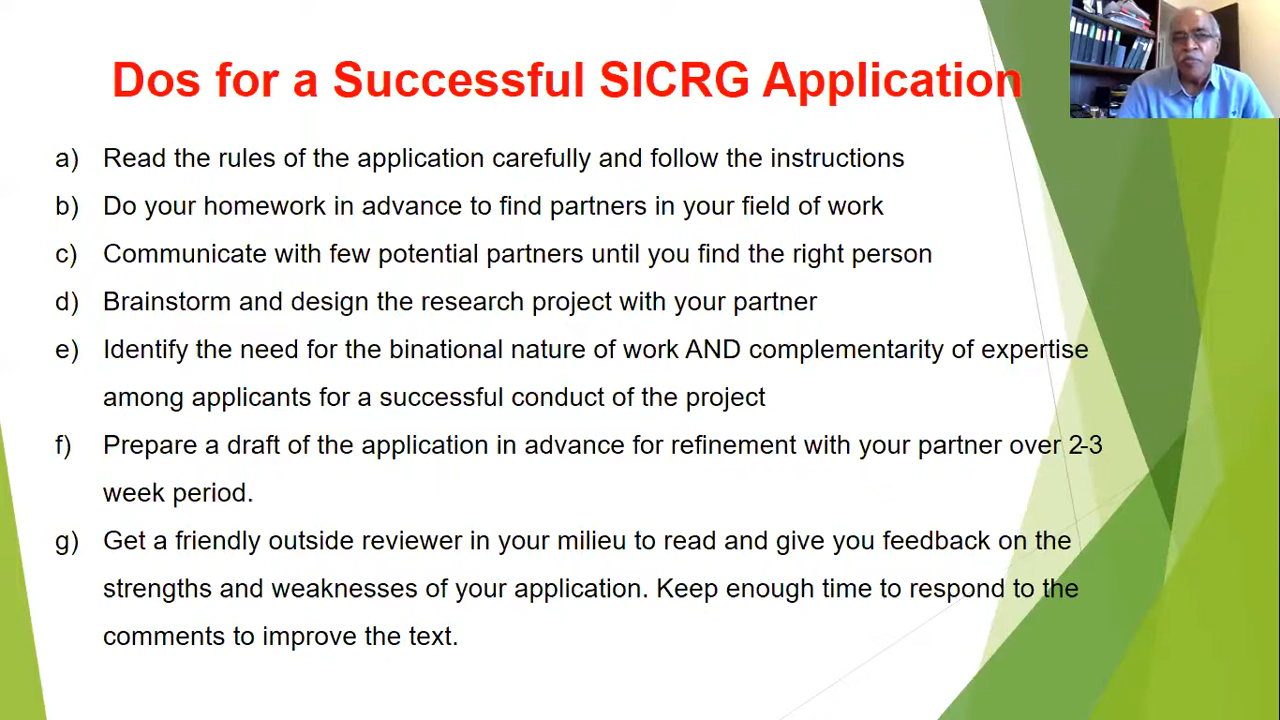 Dos for a Successful SICRG Application
a) Read the rules of the application carefully and follow the instructions
b) Do your homework in advance to find partners in your field of work
c) Communicate with few potential partners until you find the right person
d) Brainstorm and design the research project with your partner
e) Identify the need for the binational nature of work AND complementarity of expertise
among applicants for a successful conduct of the project
f) Prepare a draft of the application in advance for refinement with your partner over 2-3
week period.
g) Get a friendly outside reviewer in your milieu to read and give you feedback on the
strengths and weaknesses of your application. Keep enough time to respond to the
comments to improve the text.